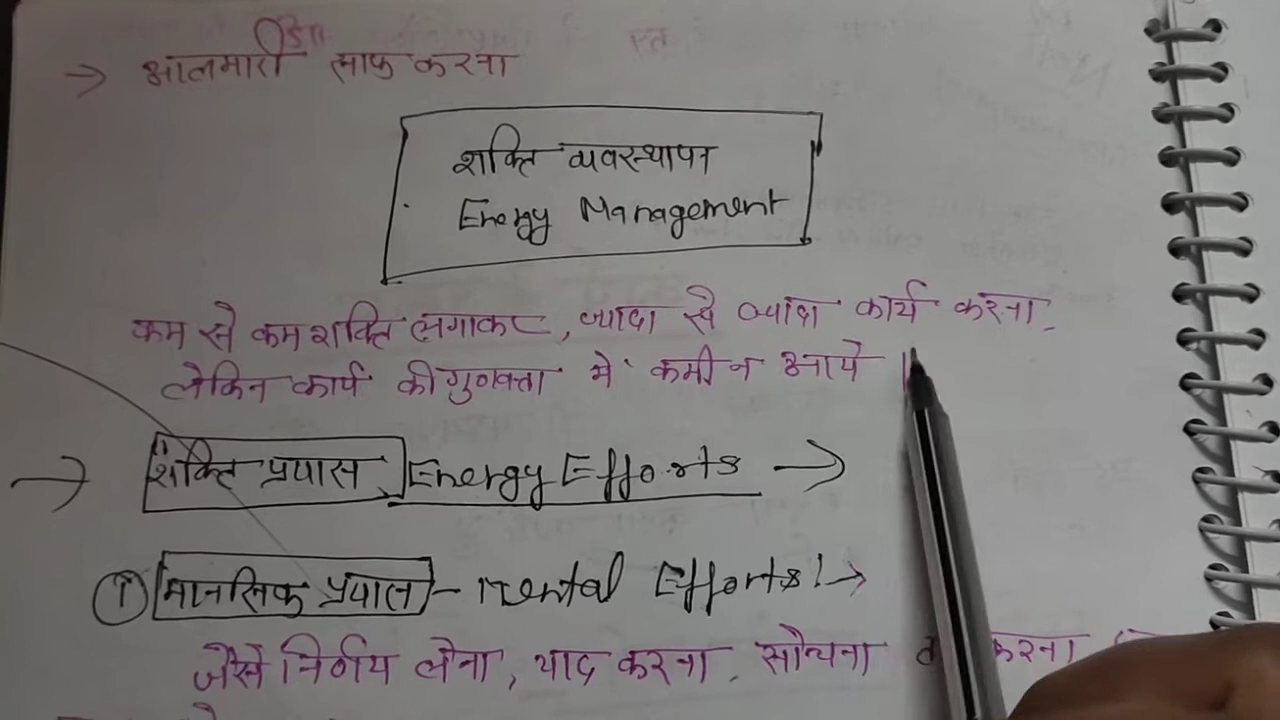 → आलमारी साफ करना
शक्ति व्यवस्थापन
Energy Management
कम से कम शक्ति लगाकर, ज्यादा से ज्यादा कार्य करना,
लेकिन कार्य की गुणवत्ता में कमी न आये |
→ शक्ति प्रयास Energy Efforts →
① मानसिक प्रयास - Mental Efforts! →
जैसे निर्णय लेना, याद करना, सोचना करना